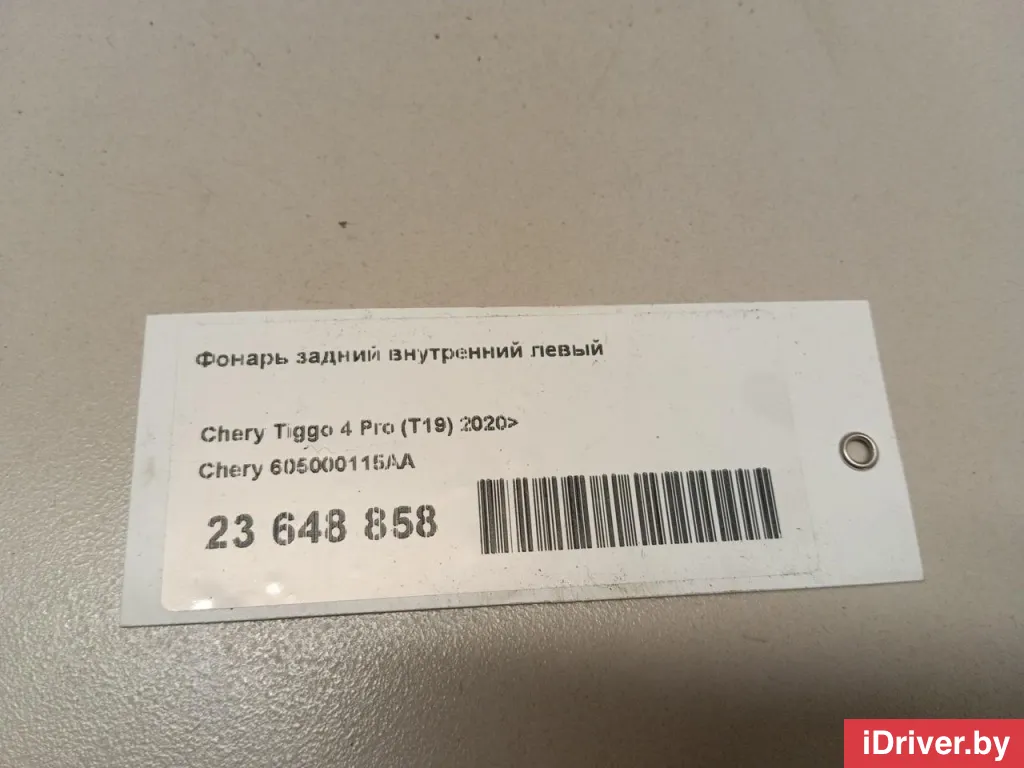 Фонарь задний внутренний левый
Chery Tiggo 4 Pro (T19) 2020>
Chery 605000115AA
23 648 858
iDriver.by